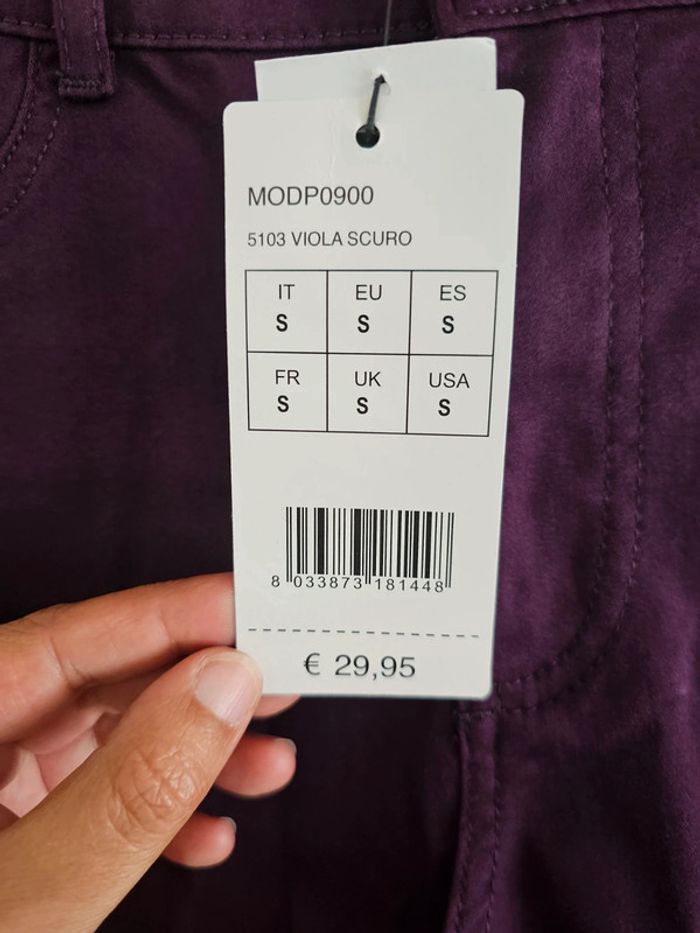 MODP0900
5103 VIOLA SCURO
IT EU ES
S S S
FR UK USA
S S S
8 033873 181448
€ 29,95